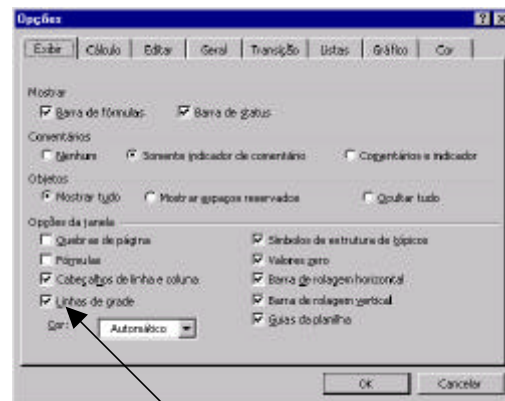 Opções
Exibir Cálculo Editar Geral Transição Listas Gráfico Cor
Mostrar
Barra de fórmulas Barra de status
Comentários
Nenhum Somente indicador de comentário Comentários e indicador
Objetos
Mostrar tudo Mostrar espaços reservados Ocultar tudo
Opções da janela
Quebras de página Símbolos de estrutura de tópicos
Fórmulas Valores zero
Cabeçalhos de linha e coluna Barra de rolagem horizontal
Linhas de grade Barra de rolagem vertical
Cor: Automático Guias da planilha
OK Cancelar